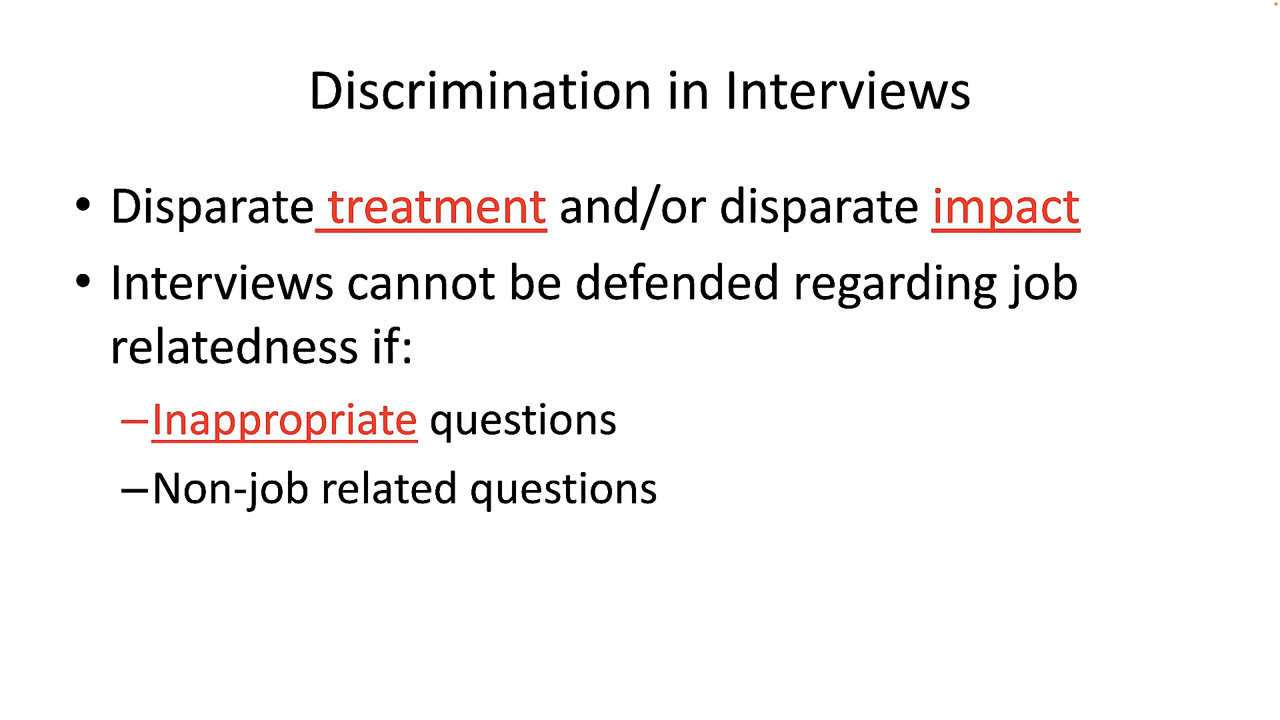 Discrimination in Interviews
• Disparate treatment and/or disparate impact
• Interviews cannot be defended regarding job
relatedness if:
–Inappropriate questions
–Non-job related questions